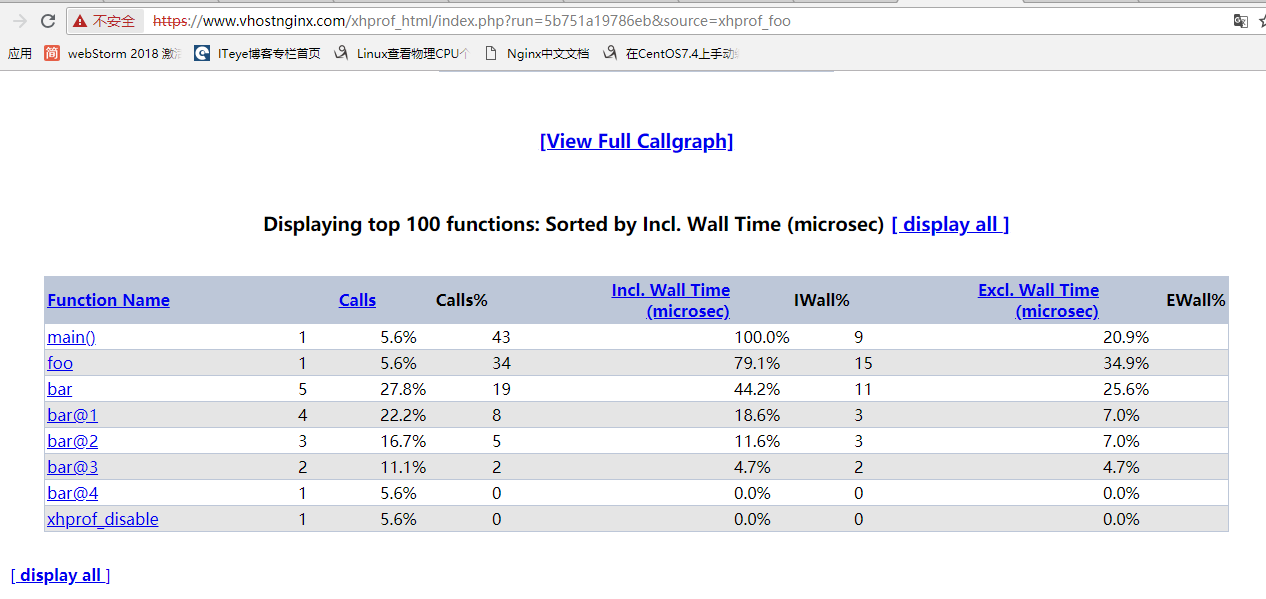 不安全 https://www.vhostnginx.com/xhprof_html/index.php?run=5b751a19786eb&source=xhprof_foo
应用 简 webStorm 2018 激 ITeye博客专栏首页 Linux查看物理CPU个 Nginx中文文档 在CentOS7.4上手动
[View Full Callgraph]
Displaying top 100 functions: Sorted by Incl. Wall Time (microsec) [ display all ]
Function Name Calls Calls% Incl. Wall Time (microsec) IWall% Excl. Wall Time (microsec) EWall%
main() 1 5.6% 43 100.0% 9 20.9%
foo 1 5.6% 34 79.1% 15 34.9%
bar 5 27.8% 19 44.2% 11 25.6%
bar@1 4 22.2% 8 18.6% 3 7.0%
bar@2 3 16.7% 5 11.6% 3 7.0%
bar@3 2 11.1% 2 4.7% 2 4.7%
bar@4 1 5.6% 0 0.0% 0 0.0%
xhprof_disable 1 5.6% 0 0.0% 0 0.0%
[ display all ]